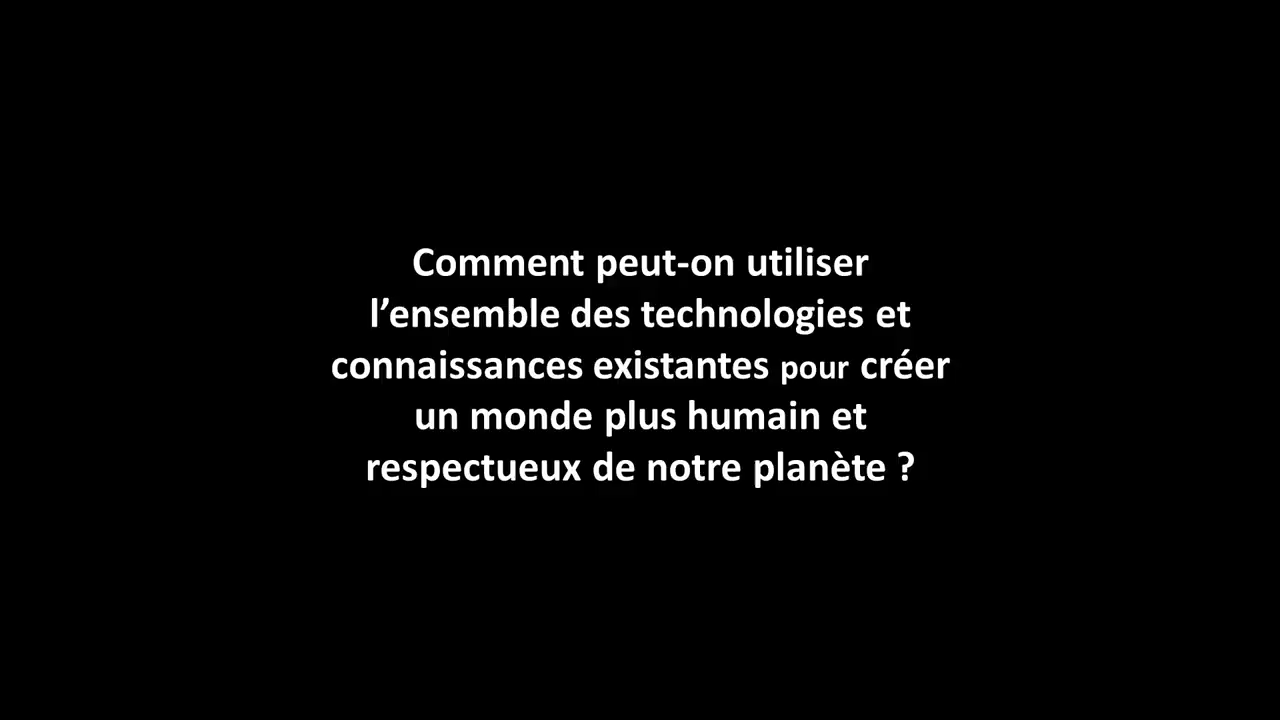 Comment peut-on utiliser
l’ensemble des technologies et
connaissances existantes pour créer
un monde plus humain et
respectueux de notre planète ?